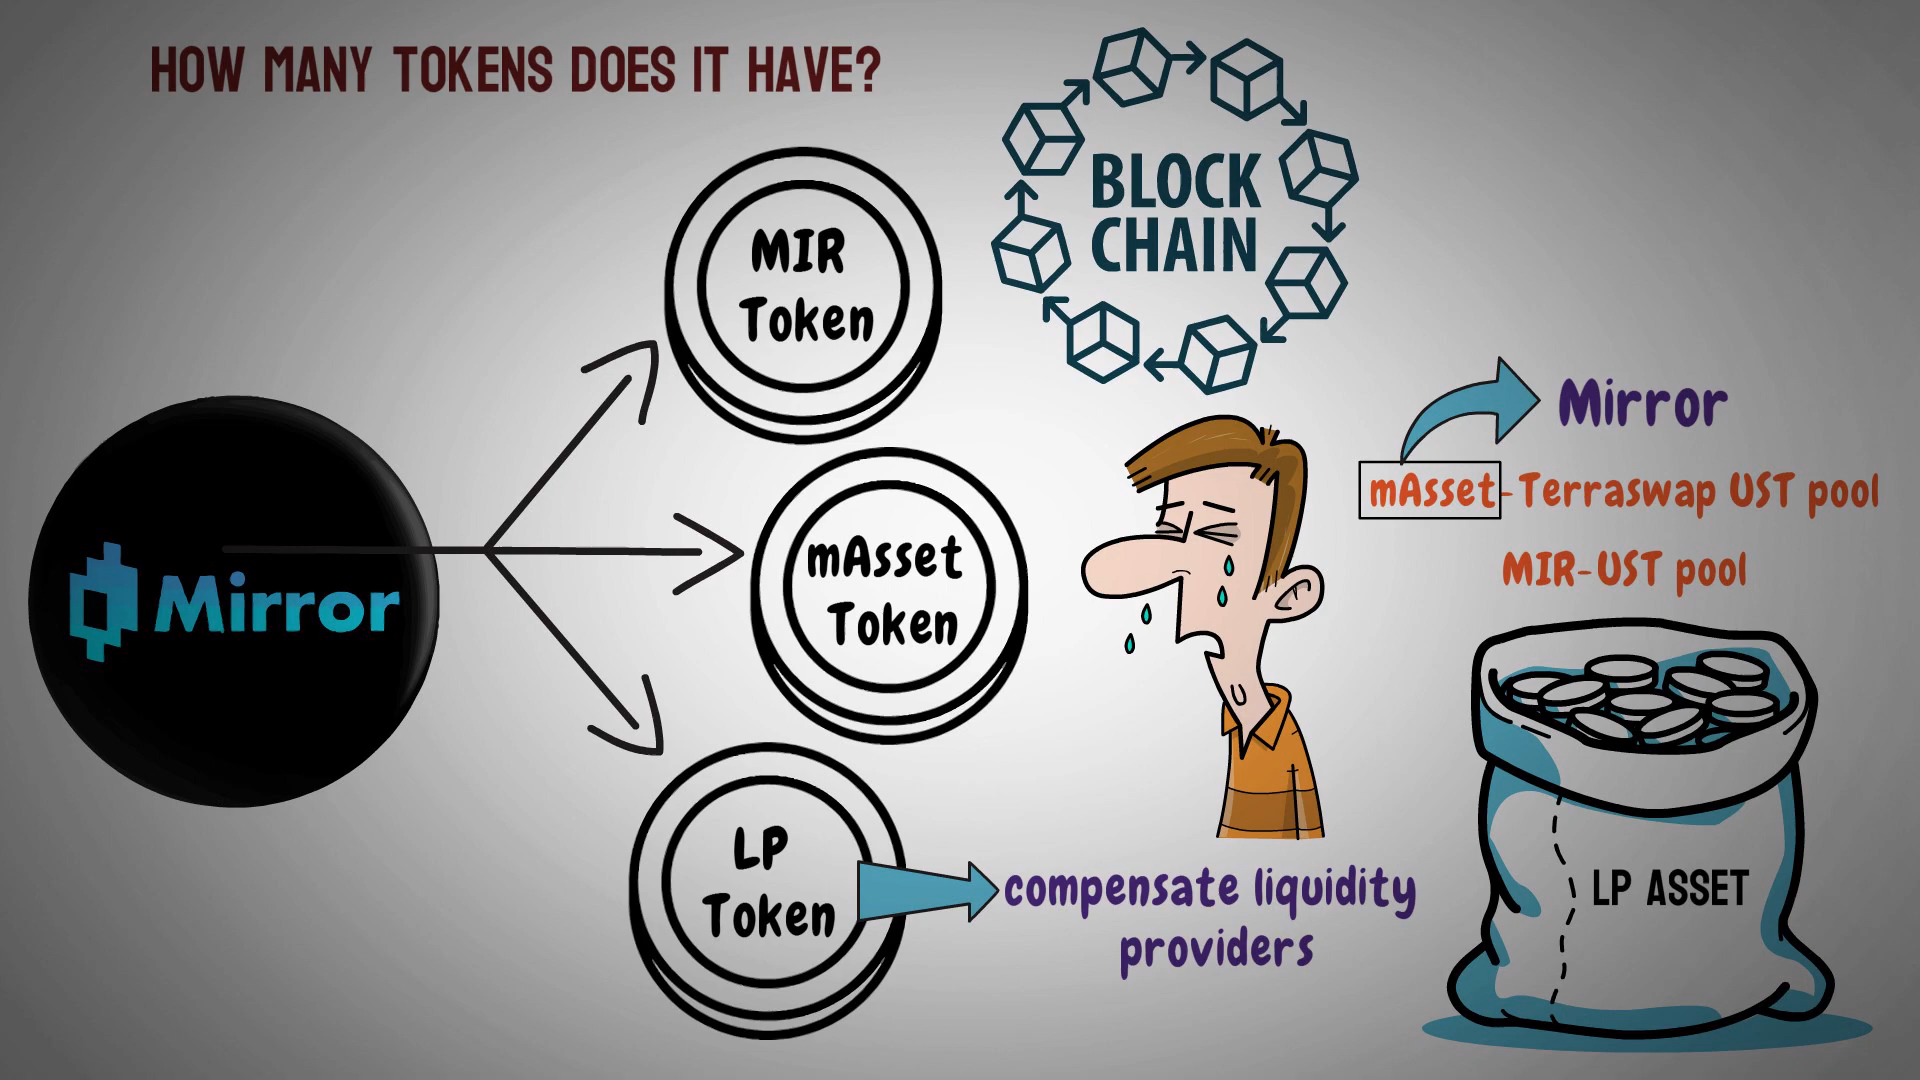 HOW MANY TOKENS DOES IT HAVE?
BLOCK
CHAIN
MIR
Token
Mirror
mAsset-Terraswap UST pool
MIR-UST pool
mAsset
Token
Mirror
LP
Token
compensate liquidity
providers
LP ASSET